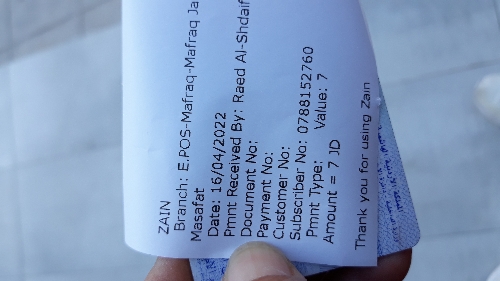 ZAIN
Branch: E.POS-Mafraq-Mafraq Ja
Masafat
Date: 16/04/2022
Pmnt Received By: Raed Al-Shdaif
Document No:
Payment No:
Customer No:
Subscriber No: 0788152760
Pmnt Type: Value: 7
Amount = 7 JD
Thank you for using Zain